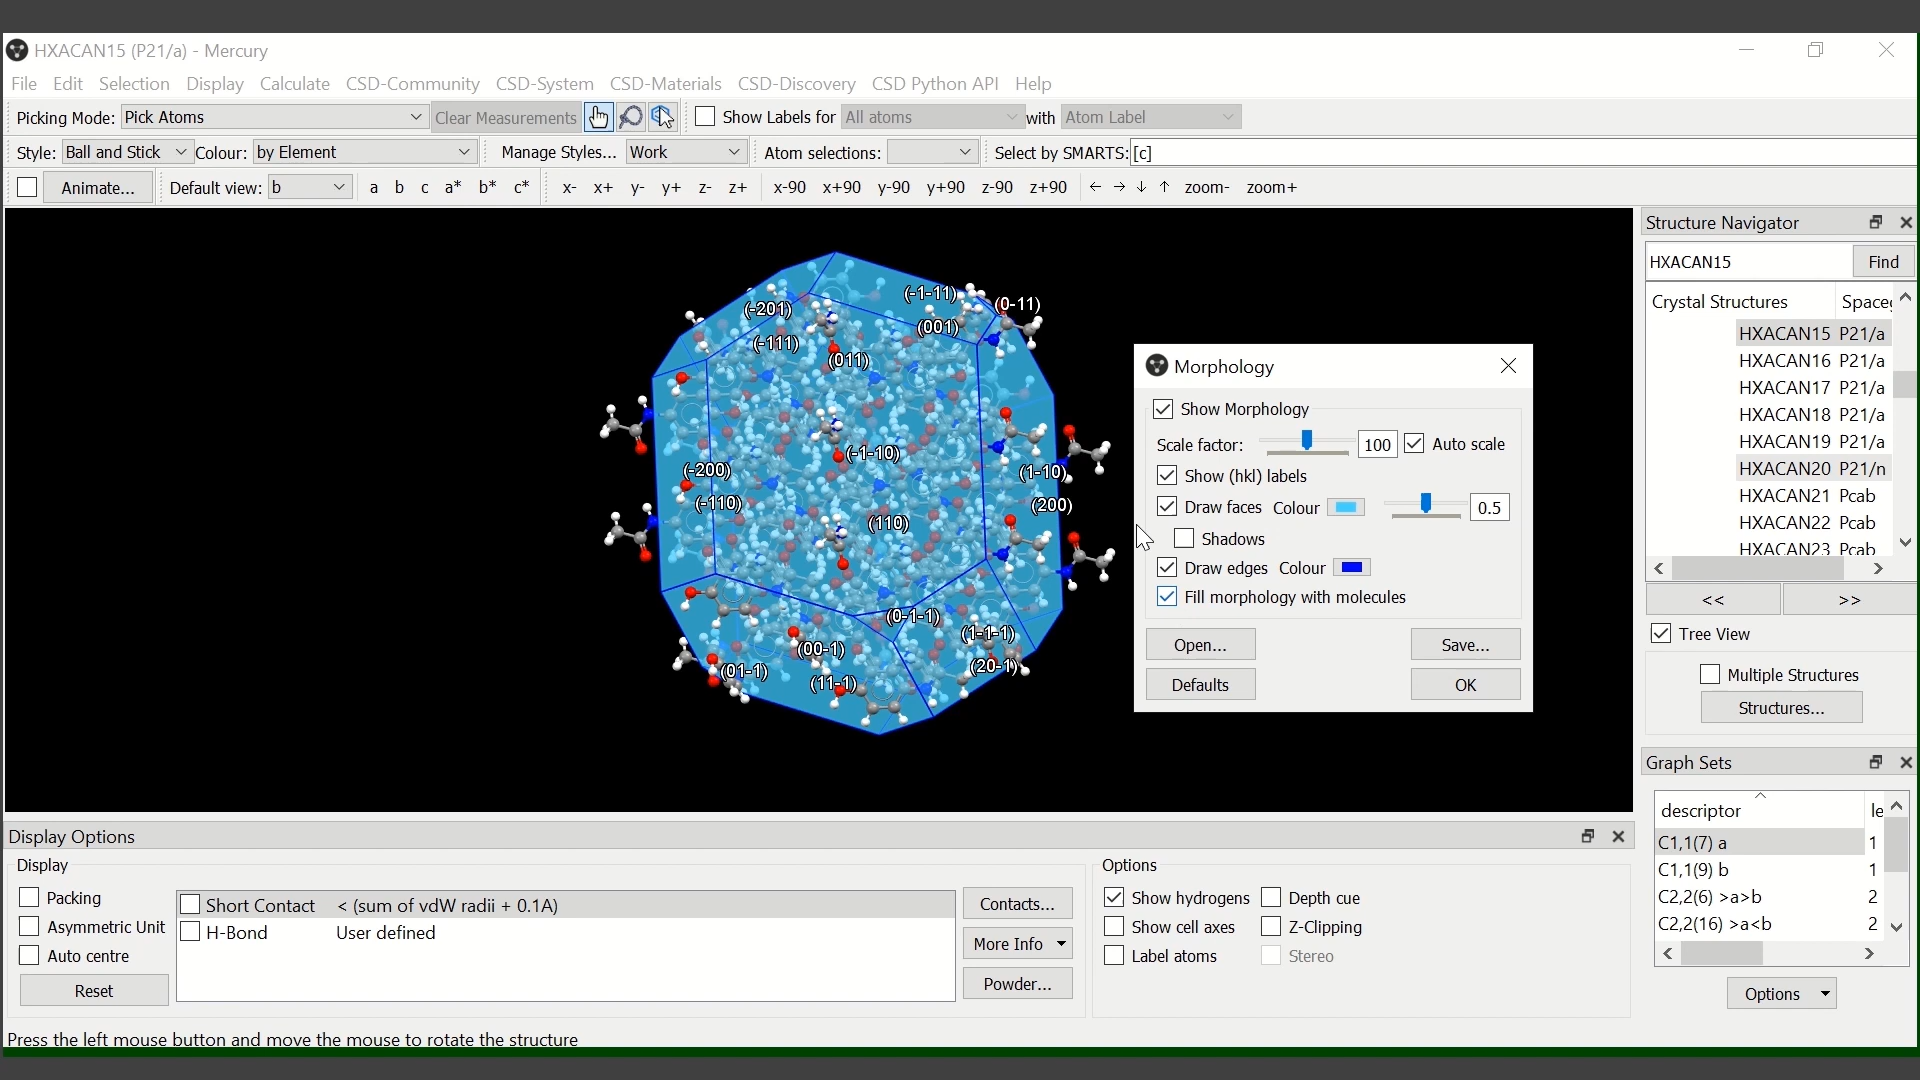 HXACAN15 (P21/a) - Mercury
File Edit Selection Display Calculate CSD-Community CSD-System CSD-Materials CSD-Discovery CSD Python API Help
Picking Mode: Pick Atoms Clear Measurements Show Labels for All atoms with Atom Label
Style: Ball and Stick Colour: by Element Manage Styles... Work Atom selections: Select by SMARTS: [c]
Animate... Default view: b a b c a* b* c* x- x+ y- y+ z- z+ x-90 x+90 y-90 y+90 z-90 z+90 ← → ↓ ↑ zoom- zoom+
(-1-11) (0-11)
(-201) (001)
(-111) (011)
(-1-10)
(-200) (1-10)
(-110) (200)
(110)
(0-1-1)
(00-1) (1-1-1)
(01-1) (20-1)
(11-1)
Morphology
Show Morphology
Scale factor: 100 Auto scale
Show (hkl) labels
Draw faces Colour 0.5
Shadows
Draw edges Colour
Fill morphology with molecules
Open... Save...
Defaults OK
Structure Navigator
HXACAN15 Find
Crystal Structures Space
HXACAN15 P21/a
HXACAN16 P21/a
HXACAN17 P21/a
HXACAN18 P21/a
HXACAN19 P21/a
HXACAN20 P21/n
HXACAN21 Pcab
HXACAN22 Pcab
HXACAN23 Pcab
<< >>
Tree View
Multiple Structures
Structures...
Graph Sets
descriptor le
C1,1(7) a 1
C1,1(9) b 1
C2,2(6) >a>b 2
C2,2(16) >a<b 2
Options
Display Options
Display
Packing
Asymmetric Unit
Auto centre
Reset
Short Contact < (sum of vdW radii + 0.1A)
H-Bond User defined
Contacts...
More Info
Powder...
Options
Show hydrogens Depth cue
Show cell axes Z-Clipping
Label atoms Stereo
Press the left mouse button and move the mouse to rotate the structure